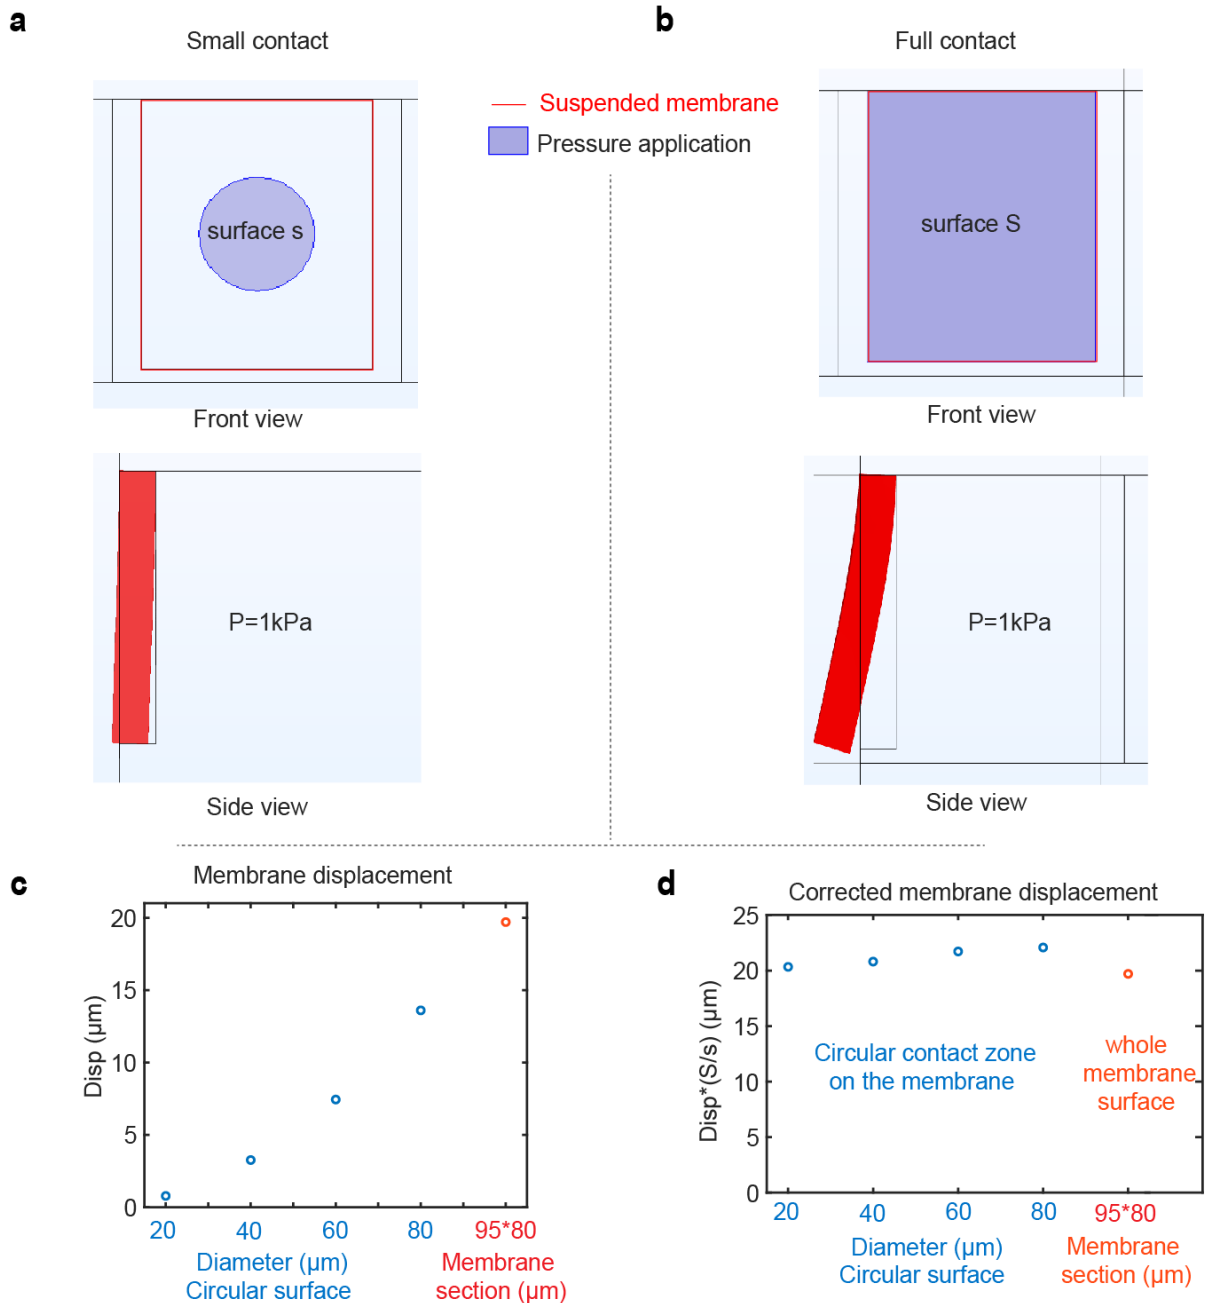 a
Small contact
surface s
Front view
P=1kPa
Side view
Suspended membrane
Pressure application
b
Full contact
surface S
Front view
P=1kPa
Side view
c
Membrane displacement
Disp (µm)
20
15
10
5
0
20 40 60 80 95*80
Diameter (µm) Membrane
Circular surface section (µm)
d
Corrected membrane displacement
Disp*(S/s) (µm)
25
20
15
10
5
0
Circular contact zone
on the membrane
whole
membrane
surface
20 40 60 80 95*80
Diameter (µm) Membrane
Circular surface section (µm)